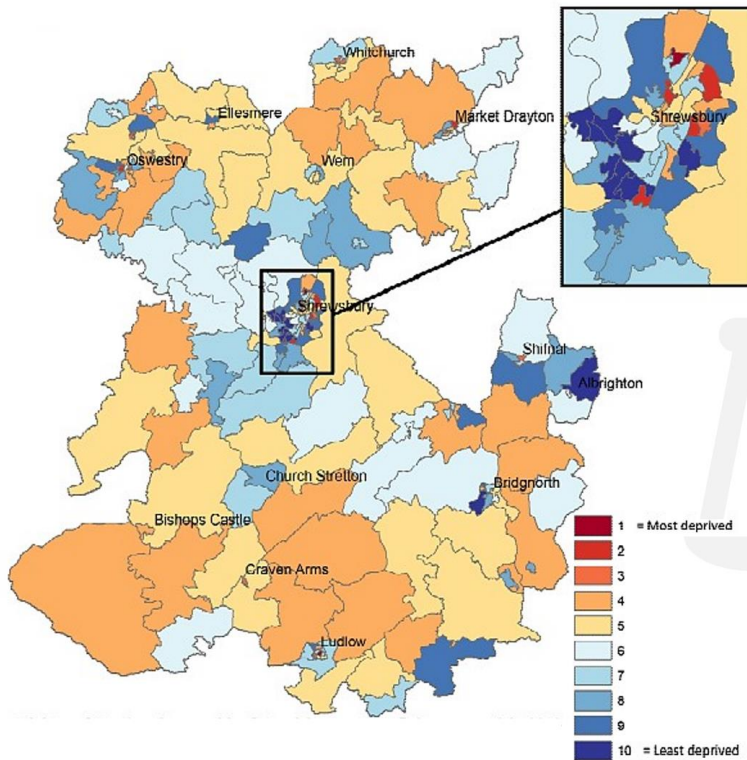 Whitchurch
Ellesmere
Market Drayton
Oswestry
Wem
Shrewsbury
Shrewsbury
Shifnal
Albrighton
Church Stretton
Bridgnorth
Bishops Castle
Craven Arms
Ludlow
1 = Most deprived
2
3
4
5
6
7
8
9
10 = Least deprived